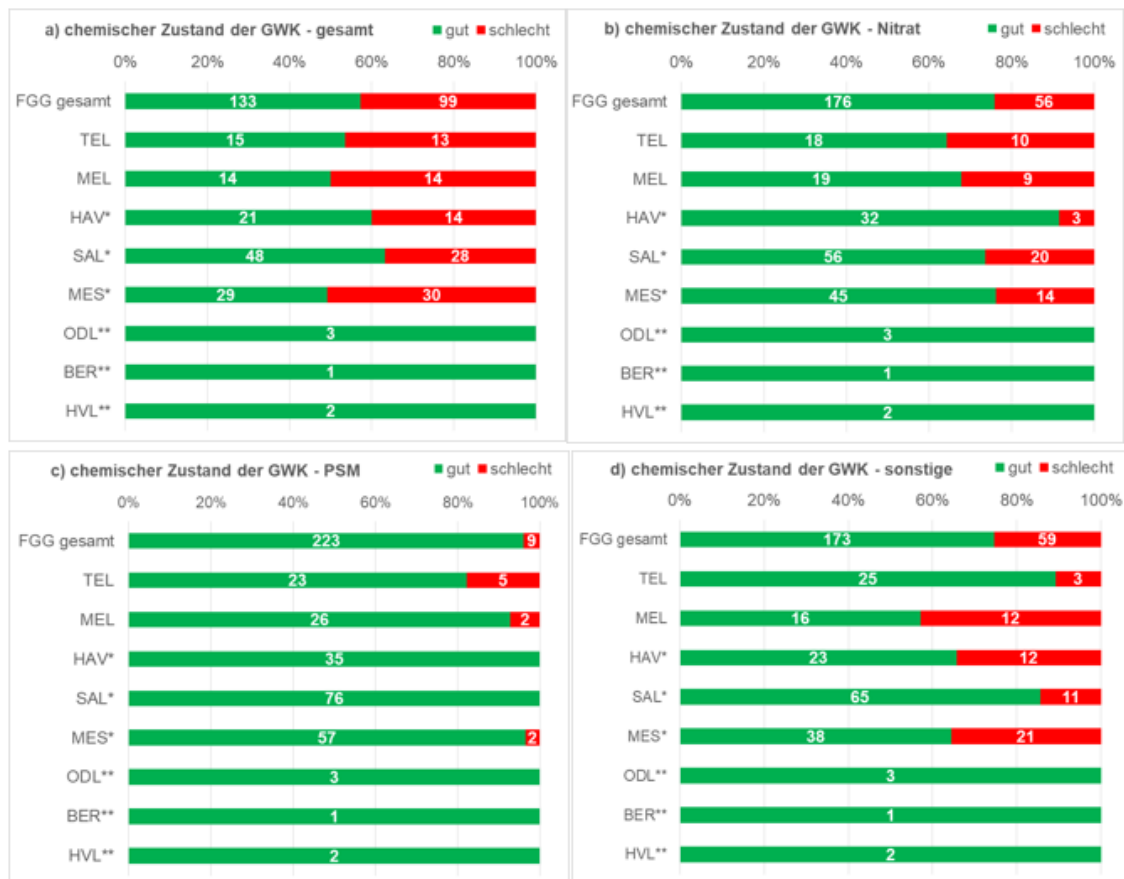 a) chemischer Zustand der GWK - gesamt gut schlecht
0% 20% 40% 60% 80% 100%
FGG gesamt 133 99
TEL 15 13
MEL 14 14
HAV* 21 14
SAL* 48 28
MES* 29 30
ODL** 3
BER** 1
HVL** 2
b) chemischer Zustand der GWK - Nitrat gut schlecht
0% 20% 40% 60% 80% 100%
FGG gesamt 176 56
TEL 18 10
MEL 19 9
HAV* 32 3
SAL* 56 20
MES* 45 14
ODL** 3
BER** 1
HVL** 2
c) chemischer Zustand der GWK - PSM gut schlecht
0% 20% 40% 60% 80% 100%
FGG gesamt 223 9
TEL 23 5
MEL 26 2
HAV* 35
SAL* 76
MES* 57 2
ODL** 3
BER** 1
HVL** 2
d) chemischer Zustand der GWK - sonstige gut schlecht
0% 20% 40% 60% 80% 100%
FGG gesamt 173 59
TEL 25 3
MEL 16 12
HAV* 23 12
SAL* 65 11
MES* 38 21
ODL** 3
BER** 1
HVL** 2